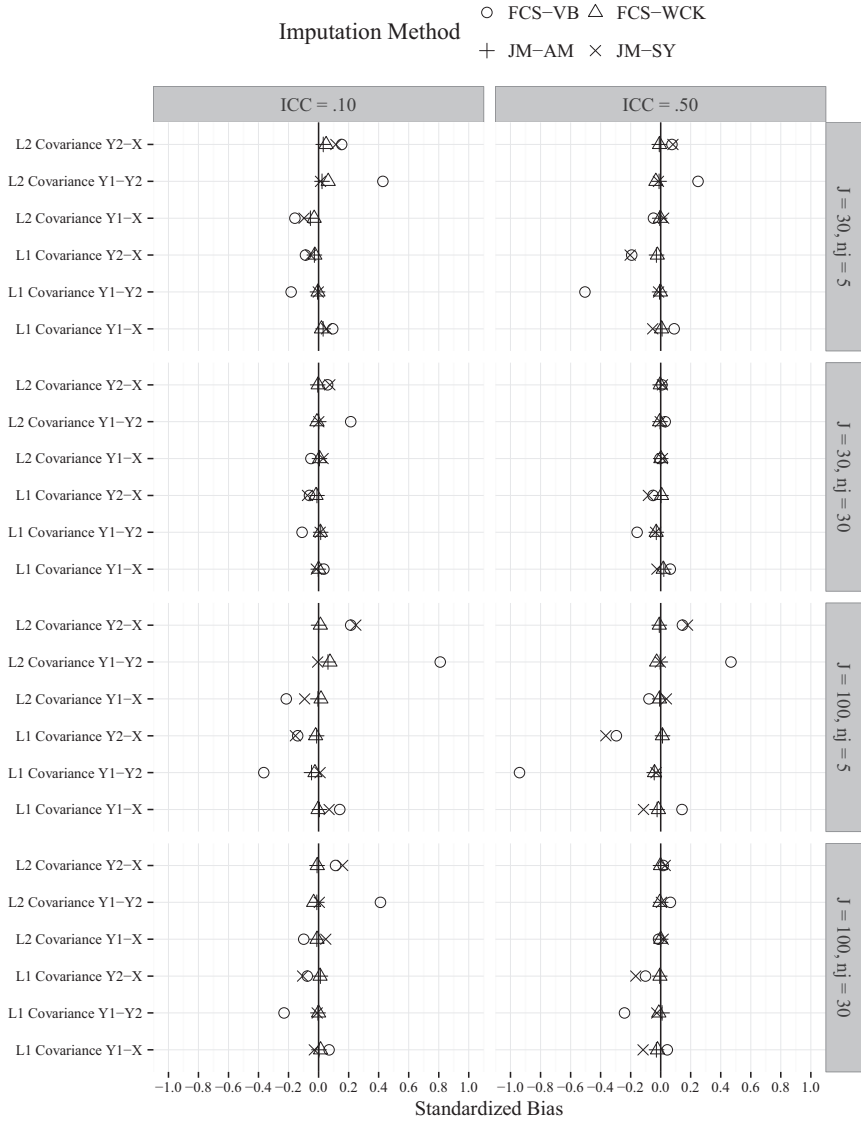 Imputation Method
FCS−VB
FCS−WCK
JM−AM
JM−SY
ICC = .10
ICC = .50
L2 Covariance Y2−X
L2 Covariance Y1−Y2
L2 Covariance Y1−X
L1 Covariance Y2−X
L1 Covariance Y1−Y2
L1 Covariance Y1−X
J = 30, nj = 5
L2 Covariance Y2−X
L2 Covariance Y1−Y2
L2 Covariance Y1−X
L1 Covariance Y2−X
L1 Covariance Y1−Y2
L1 Covariance Y1−X
J = 30, nj = 30
L2 Covariance Y2−X
L2 Covariance Y1−Y2
L2 Covariance Y1−X
L1 Covariance Y2−X
L1 Covariance Y1−Y2
L1 Covariance Y1−X
J = 100, nj = 5
L2 Covariance Y2−X
L2 Covariance Y1−Y2
L2 Covariance Y1−X
L1 Covariance Y2−X
L1 Covariance Y1−Y2
L1 Covariance Y1−X
J = 100, nj = 30
−1.0 −0.8 −0.6 −0.4 −0.2 0.0 0.2 0.4 0.6 0.8 1.0
−1.0 −0.8 −0.6 −0.4 −0.2 0.0 0.2 0.4 0.6 0.8 1.0
Standardized Bias